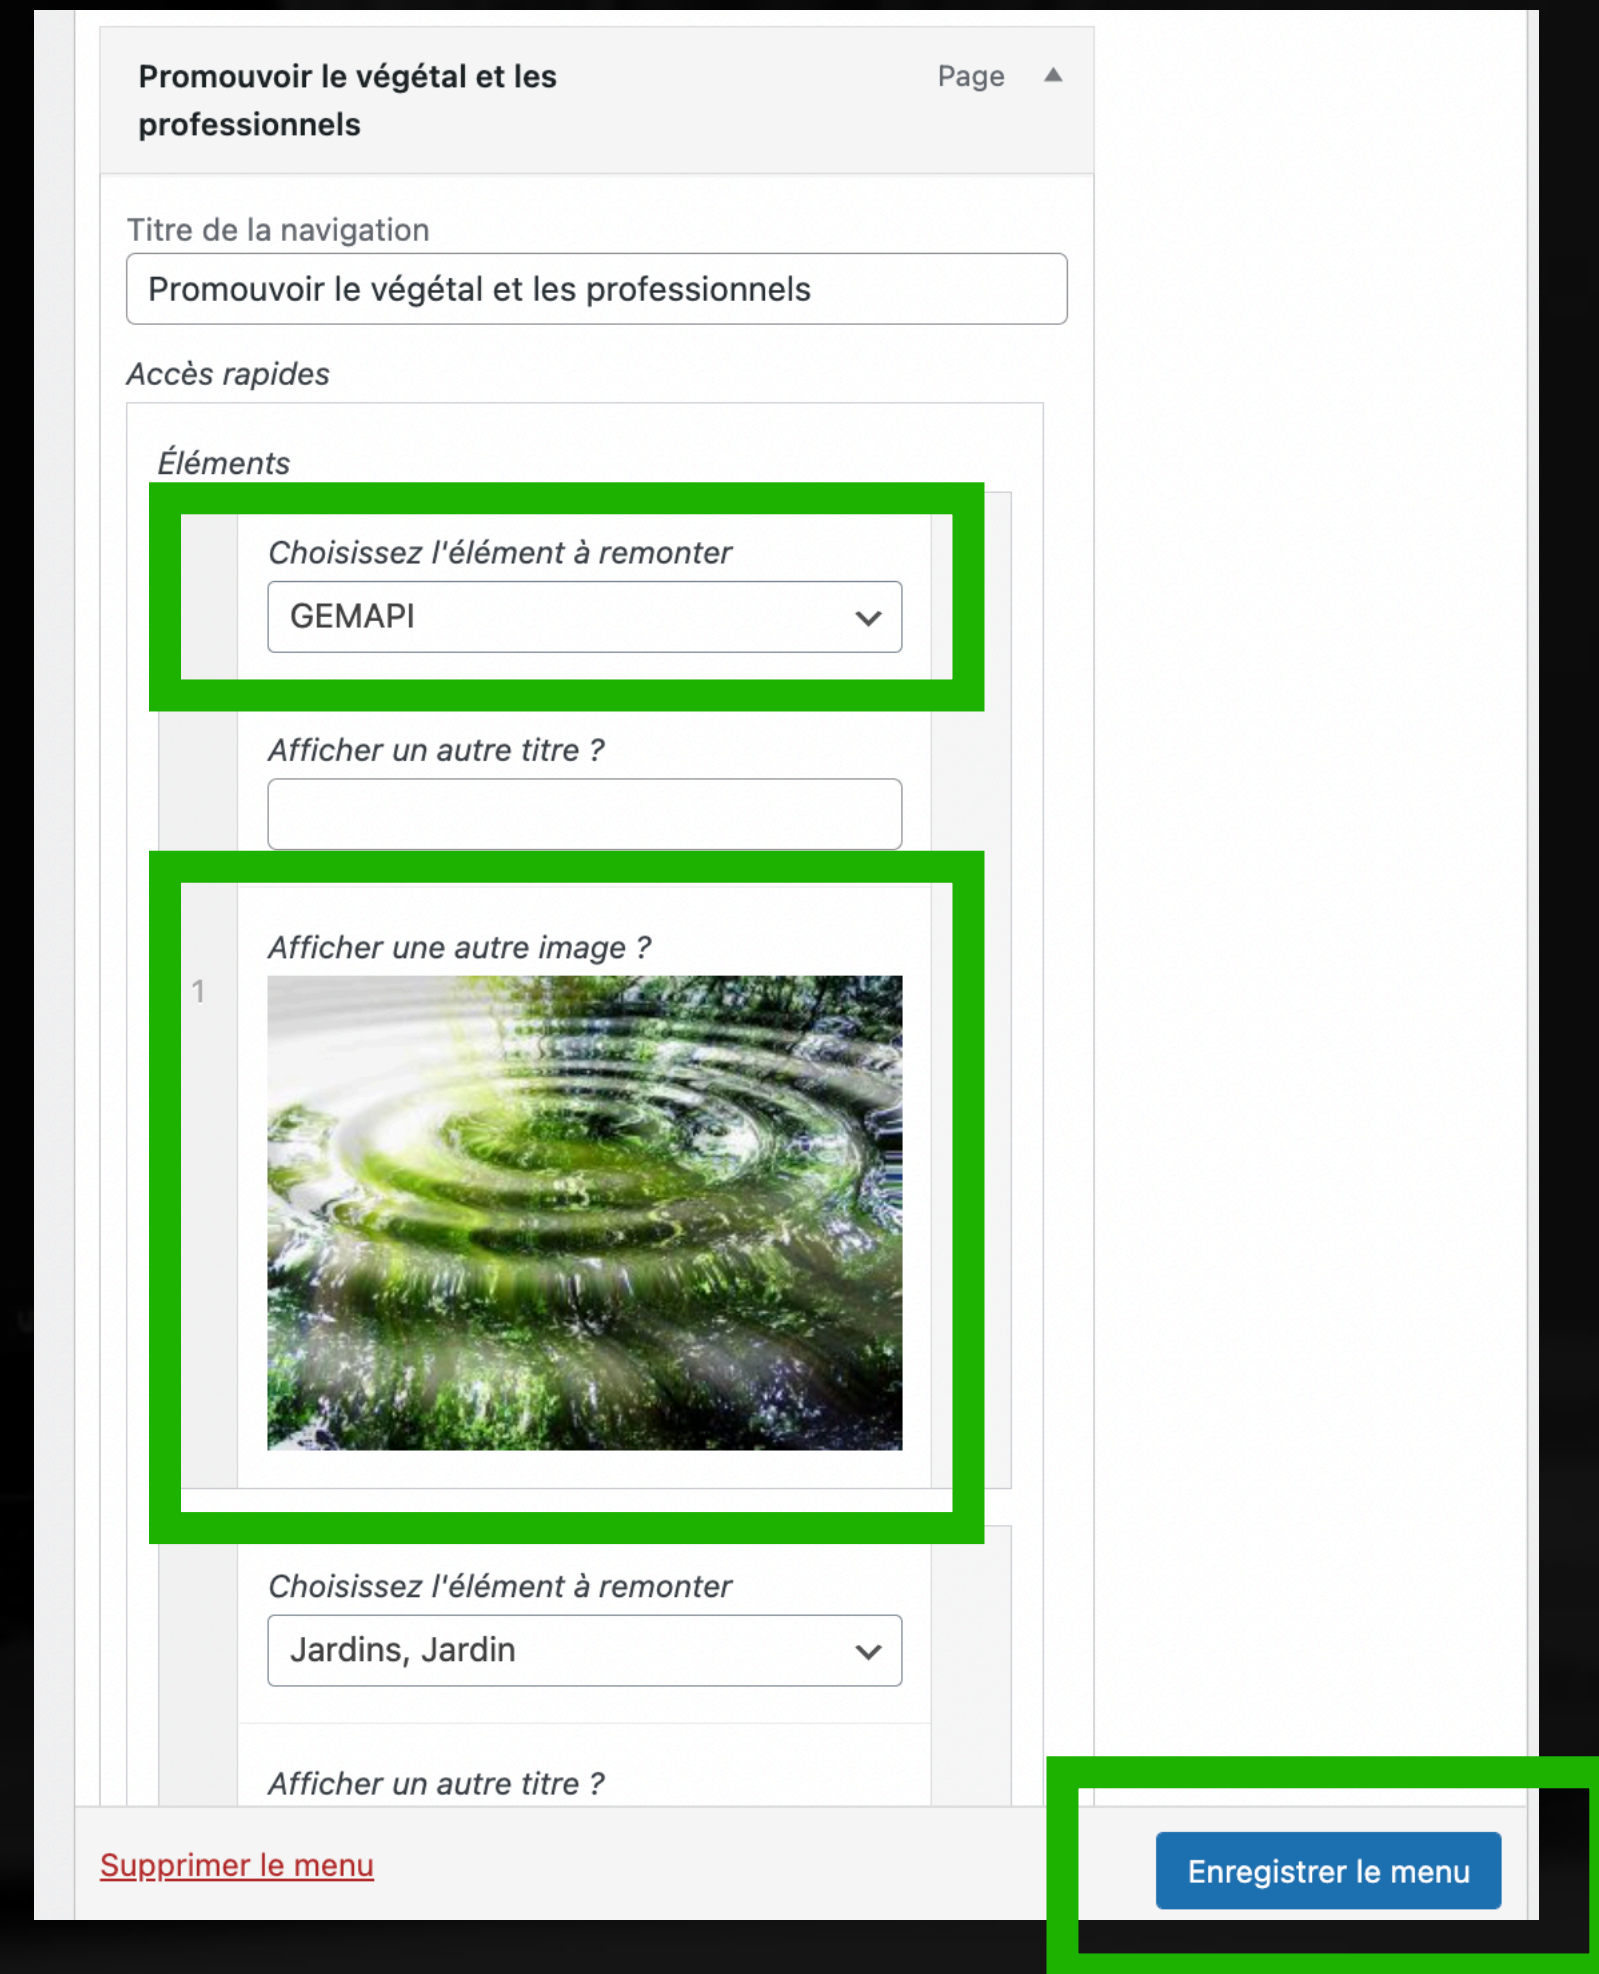 Promouvoir le végétal et les
professionnels
Page ▲
Titre de la navigation
Promouvoir le végétal et les professionnels
Accès rapides
Éléments
Choisissez l'élément à remonter
GEMAPI
Afficher un autre titre ?
Afficher une autre image ?
1
Choisissez l'élément à remonter
Jardins, Jardin
Afficher un autre titre ?
Supprimer le menu
Enregistrer le menu